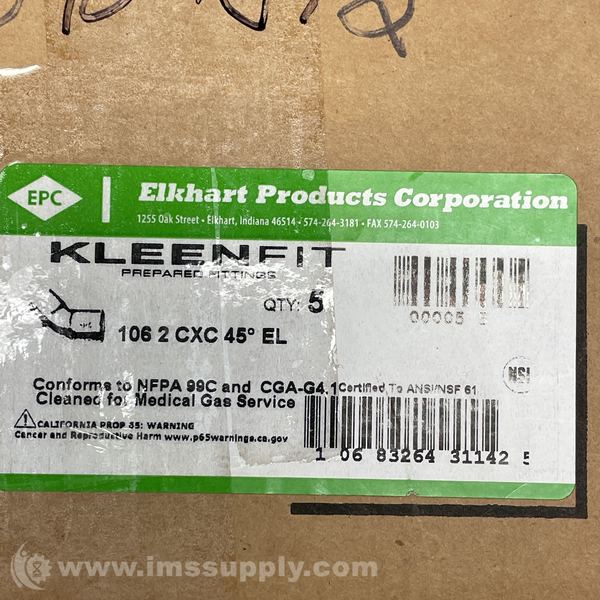 EPC
Elkhart Products Corporation
1255 Oak Street • Elkhart, Indiana 46514 • 574-264-3181 • FAX 574-264-0103
KLEENFIT
PREPARED FITTINGS
QTY: 5
00005
106 2 CXC 45° EL
NSF
Conforms to NFPA 99C and CGA-G4.1 Certified To ANSI/NSF 61
Cleaned for Medical Gas Service
CALIFORNIA PROP 65: WARNING
Cancer and Reproductive Harm www.p65warnings.ca.gov
1 06 83264 31142 5
www.imssupply.com